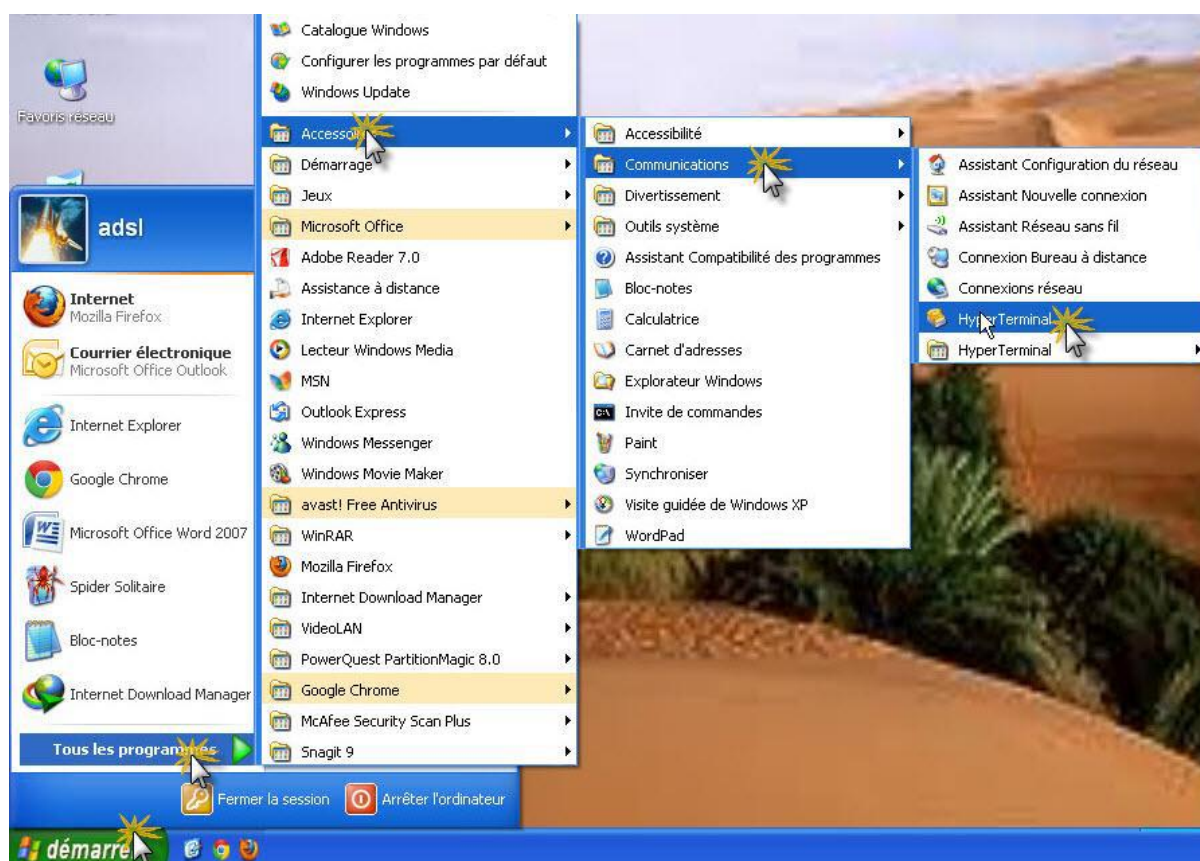 Favoris réseau
adsl
Internet
Mozilla Firefox
Courrier électronique
Microsoft Office Outlook
Internet Explorer
Google Chrome
Microsoft Office Word 2007
Spider Solitaire
Bloc-notes
Internet Download Manager
Tous les programmes
Fermer la session
Arrêter l'ordinateur
Catalogue Windows
Configurer les programmes par défaut
Windows Update
Démarrage
Jeux
Microsoft Office
Adobe Reader 7.0
Assistance à distance
Internet Explorer
Lecteur Windows Media
MSN
Outlook Express
Windows Messenger
Windows Movie Maker
avast! Free Antivirus
WinRAR
Mozilla Firefox
Internet Download Manager
VideoLAN
PowerQuest PartitionMagic 8.0
Google Chrome
McAfee Security Scan Plus
Snagit 9
Accessibilité
Communications
Divertissement
Outils système
Assistant Compatibilité des programmes
Bloc-notes
Calculatrice
Carnet d'adresses
Explorateur Windows
Invite de commandes
Paint
Synchroniser
Visite guidée de Windows XP
WordPad
Assistant Configuration du réseau
Assistant Nouvelle connexion
Assistant Réseau sans fil
Connexion Bureau à distance
Connexions réseau
HyperTerminal
HyperTerminal